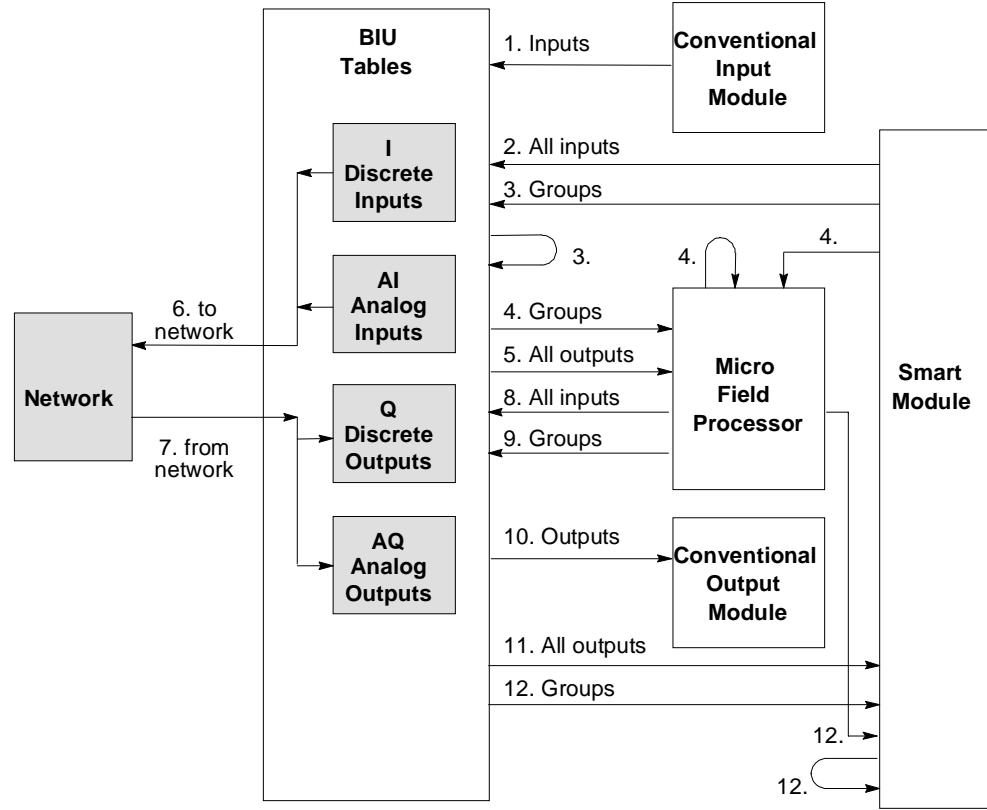 BIU
Tables
1. Inputs
Conventional
Input
Module
I
Discrete
Inputs
2. All inputs
3. Groups
3.
4.
4.
AI
Analog
Inputs
6. to
network
4. Groups
5. All outputs
8. All inputs
9. Groups
Micro
Field
Processor
Smart
Module
Network
7. from
network
Q
Discrete
Outputs
AQ
Analog
Outputs
10. Outputs
Conventional
Output
Module
11. All outputs
12. Groups
12.
12.